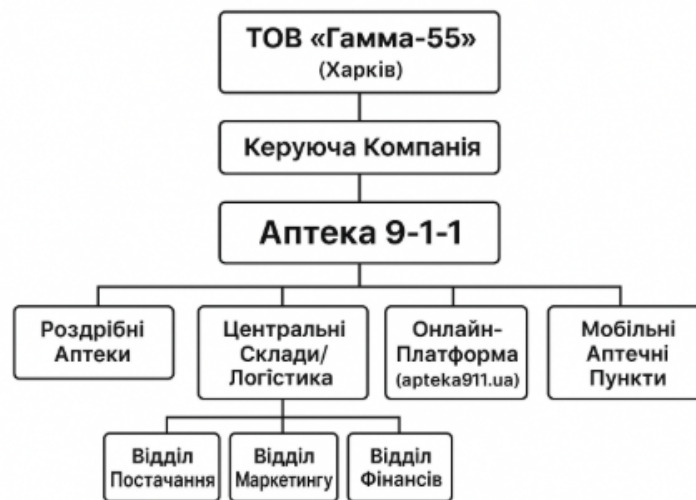 ТОВ «Гамма-55»
(Харків)
Керуюча Компанія
Аптека 9-1-1
Роздрібні
Аптеки
Центральні
Склади/
Логістика
Онлайн-
Платформа
(apteka911.ua)
Мобільні
Аптечні
Пункти
Відділ
Постачання
Відділ
Маркетингу
Відділ
Фінансів